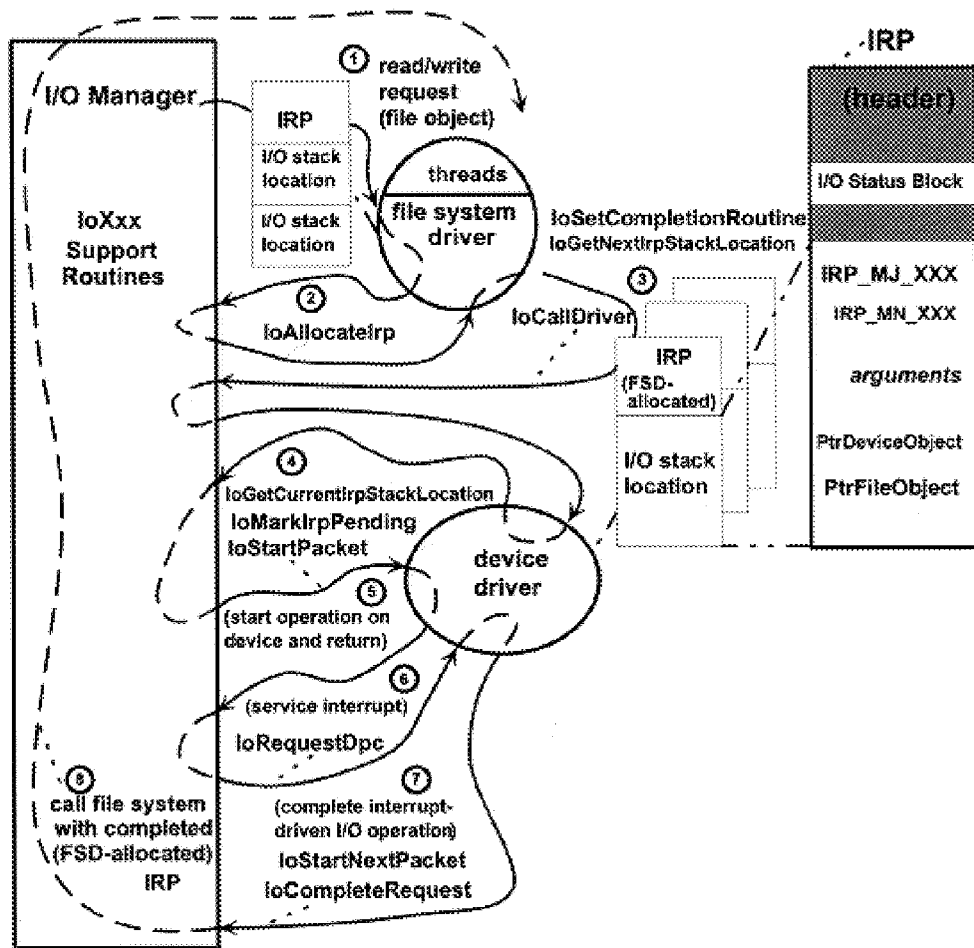 IRP
①
read/write
request
(file object)
I/O Manager
IRP
I/O stack
location
I/O stack
location
(header)
I/O Status Block
threads
file system
driver
IoXxx
Support
Routines
IoSetCompletionRoutine
IoGetNextIrpStackLocation
②
③
IoAllocateIrp
IoCallDriver
IRP_MJ_XXX
IRP_MN_XXX
arguments
PtrDeviceObject
PtrFileObject
IRP
(FSD-
allocated)
I/O stack
location
④
IoGetCurrentIrpStackLocation
IoMarkIrpPending
IoStartPacket
device
driver
⑤
(start operation on
device and return)
⑥
(service interrupt)
IoRequestDpc
⑦
(complete interrupt-
driven I/O operation)
IoStartNextPacket
IoCompleteRequest
⑧
call file system
with completed
(FSD-allocated)
IRP